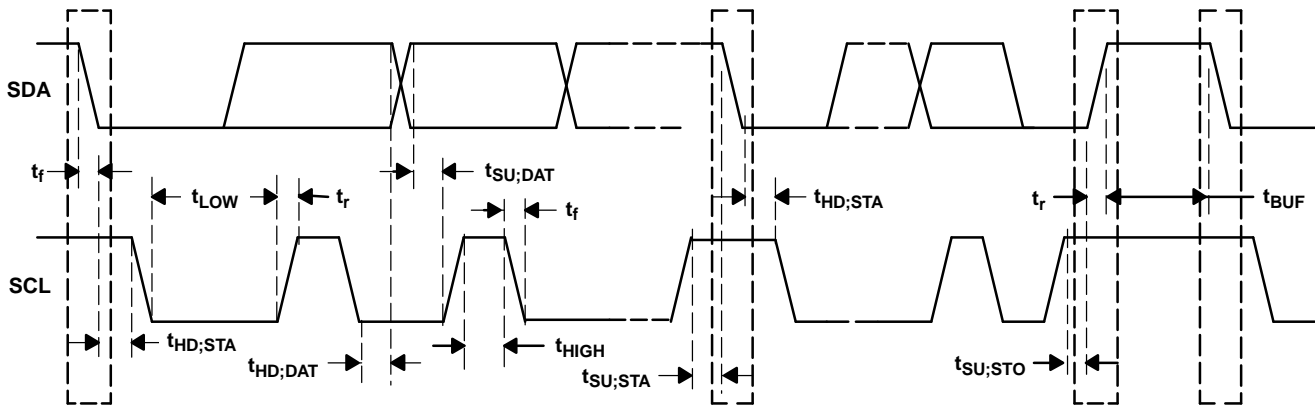 SDA
t_f
t_LOW
t_r
t_SU;DAT
t_f
t_HD;STA
t_r
t_BUF
SCL
t_HD;STA
t_HD;DAT
t_HIGH
t_SU;STA
t_SU;STO